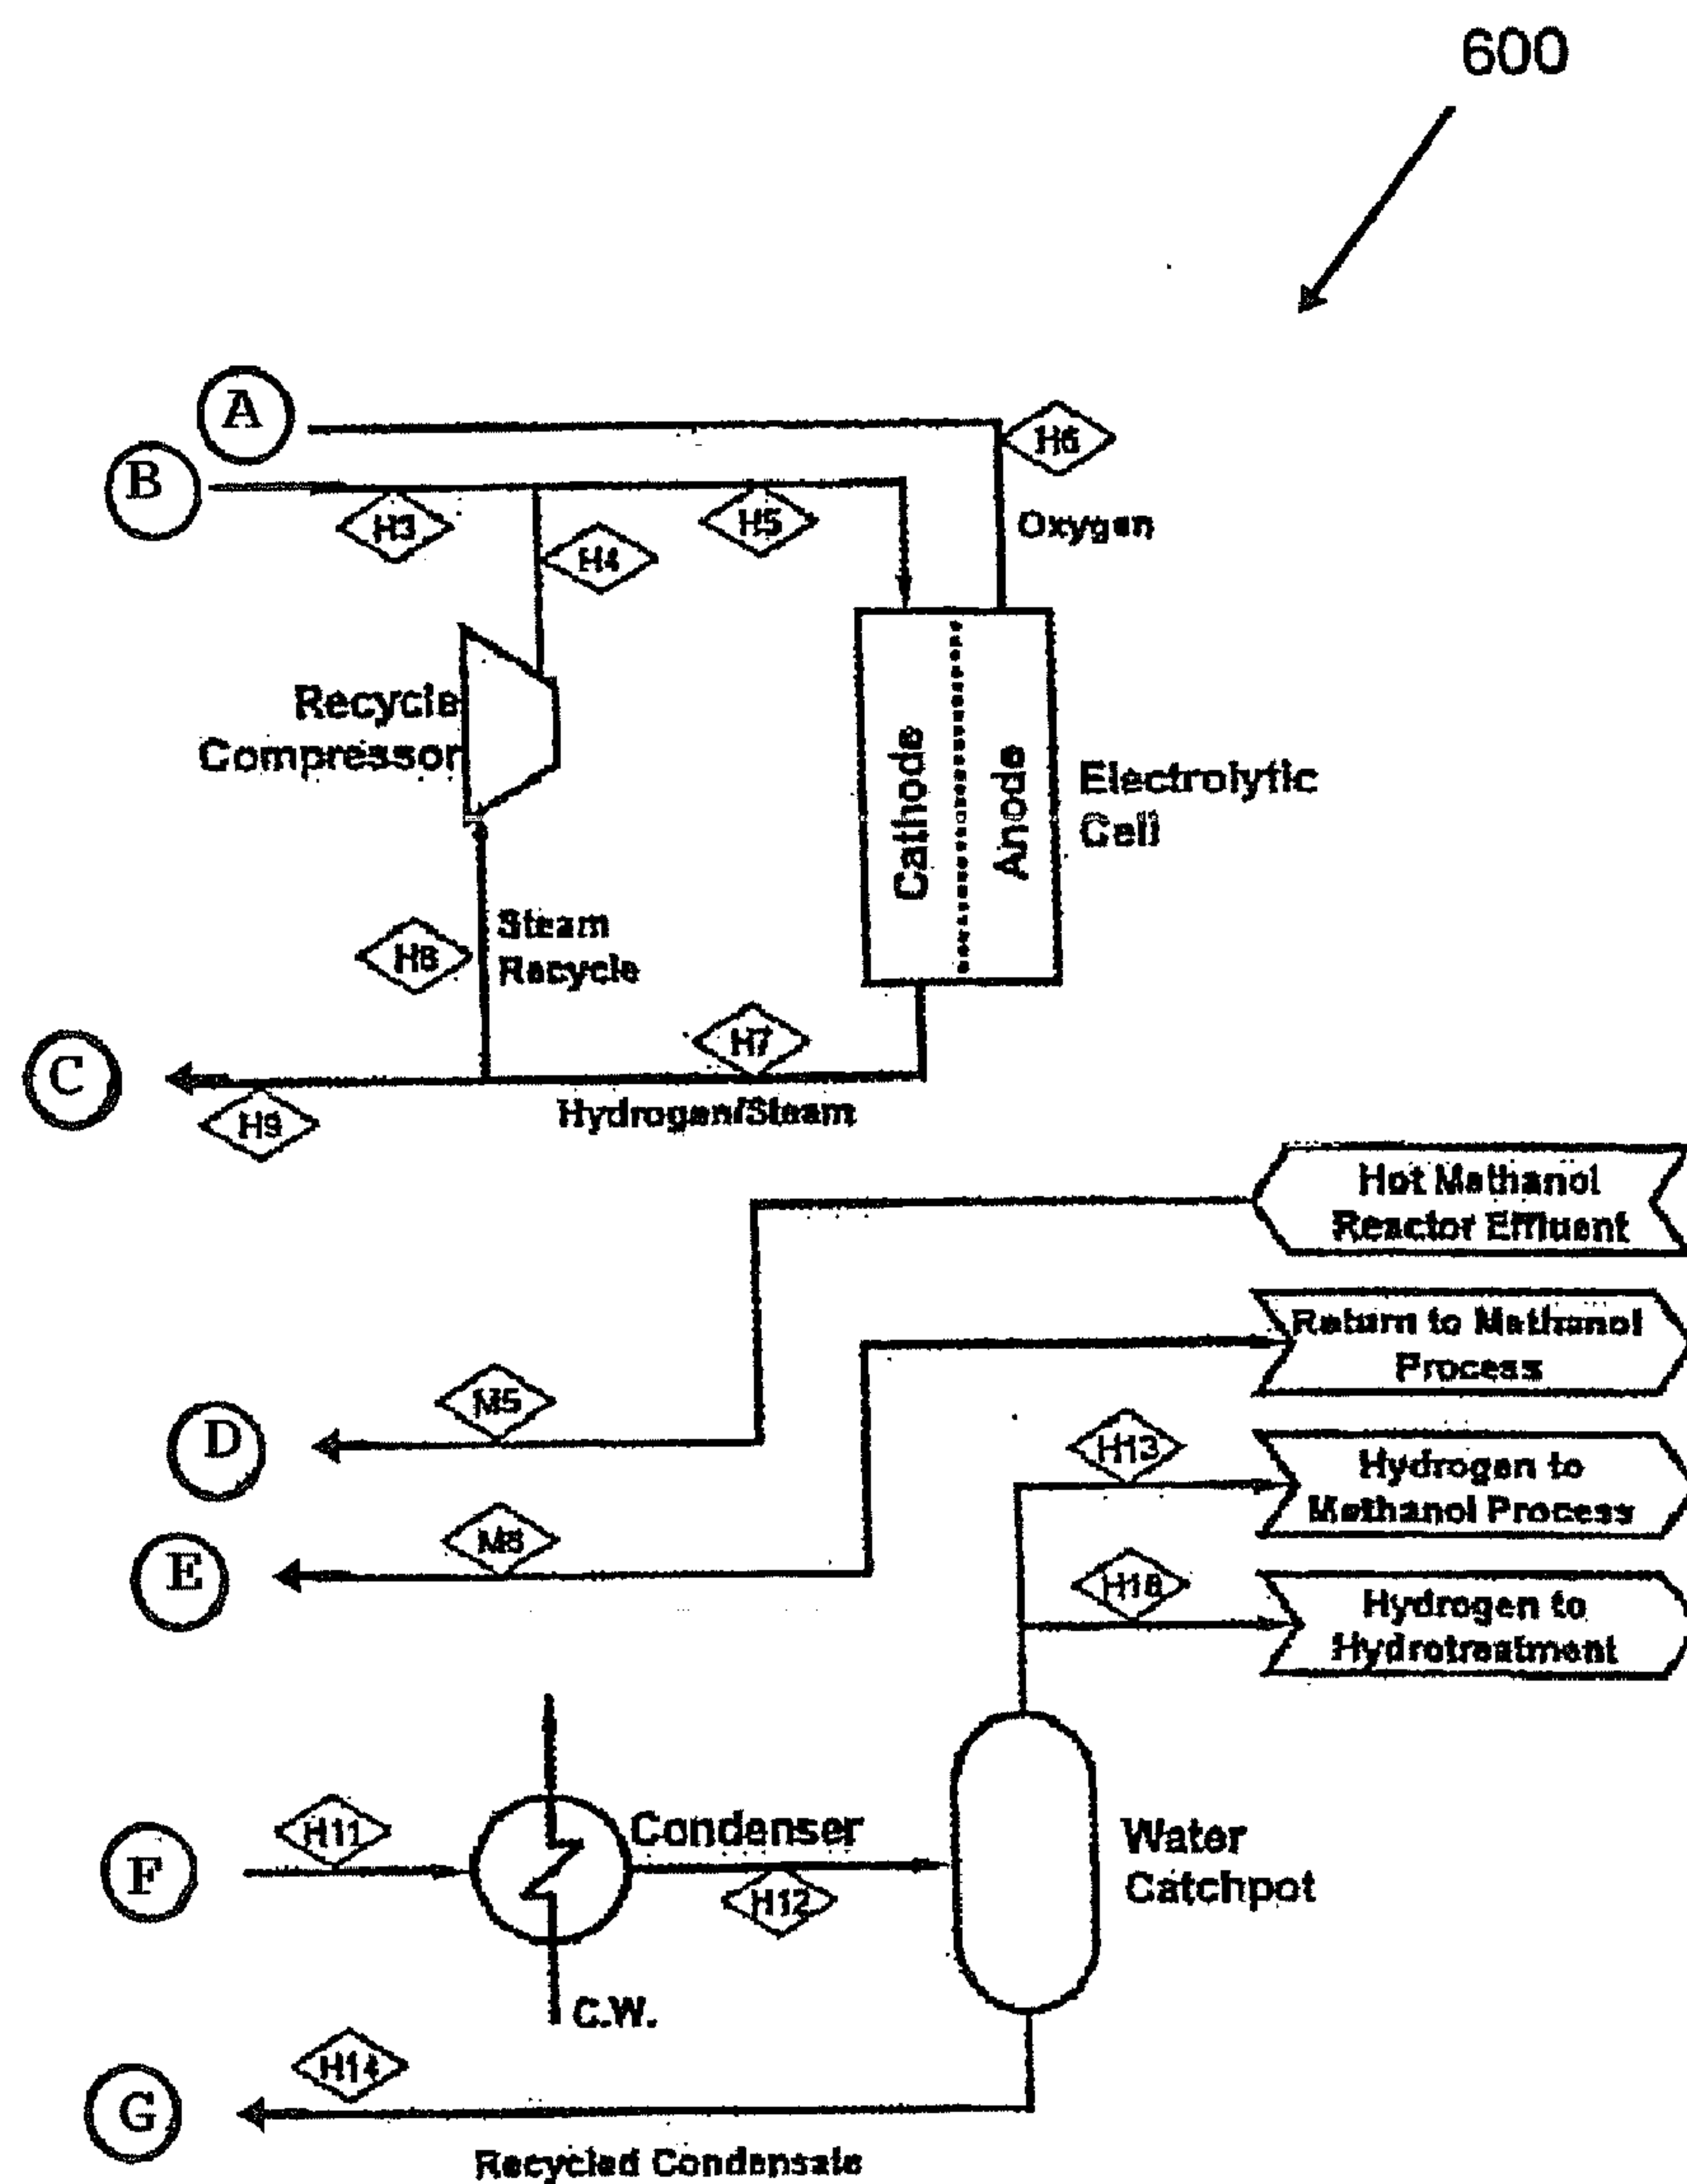 600
A
H6
B
H3
H5
Oxygen
H4
Recycle
Compressor
Cathode
Anode
Electrolytic
Cell
H8
Steam
Recycle
H7
C
H9
Hydrogen/Steam
Hot Methanol
Reactor Effluent
Return to Methanol
Process
M5
D
H13
Hydrogen to
Methanol Process
M6
E
H18
Hydrogen to
Hydrotreatment
H11
Condenser
F
H12
Water
Catchpot
C.W.
H14
G
Recycled Condensate